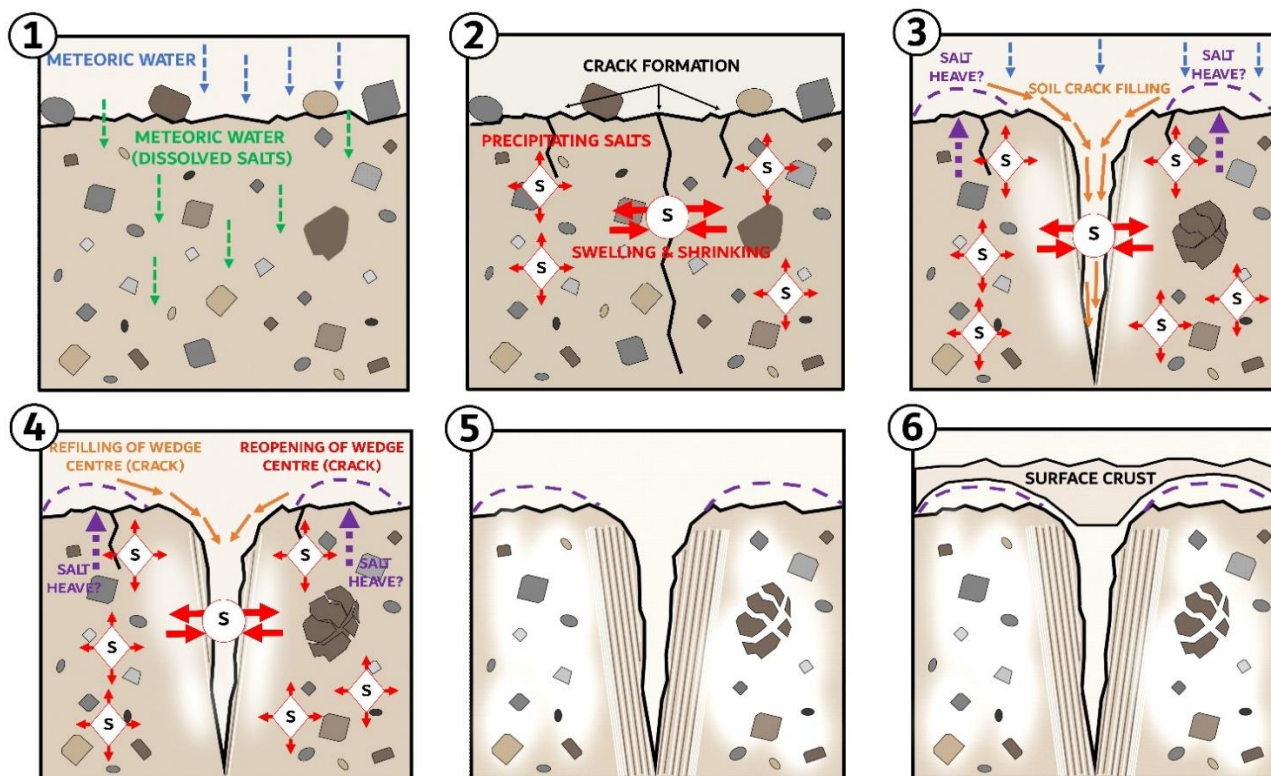 1
METEORIC WATER
METEORIC WATER
(DISSOLVED SALTS)
2
CRACK FORMATION
PRECIPITATING SALTS
S
S
S
SWELING & SHRINKING
S
S
3
SALT
HEAVE?
SALT
HEAVE?
SOIL CRACK FILLING
S
S
S
S
S
S
S
4
REFILLING OF WEDGE
CENTRE (CRACK)
REOPENING OF WEDGE
CENTRE (CRACK)
S
S
SALT
HEAVE?
SALT
HEAVE?
S
S
S
S
S
5
6
SURFACE CRUST